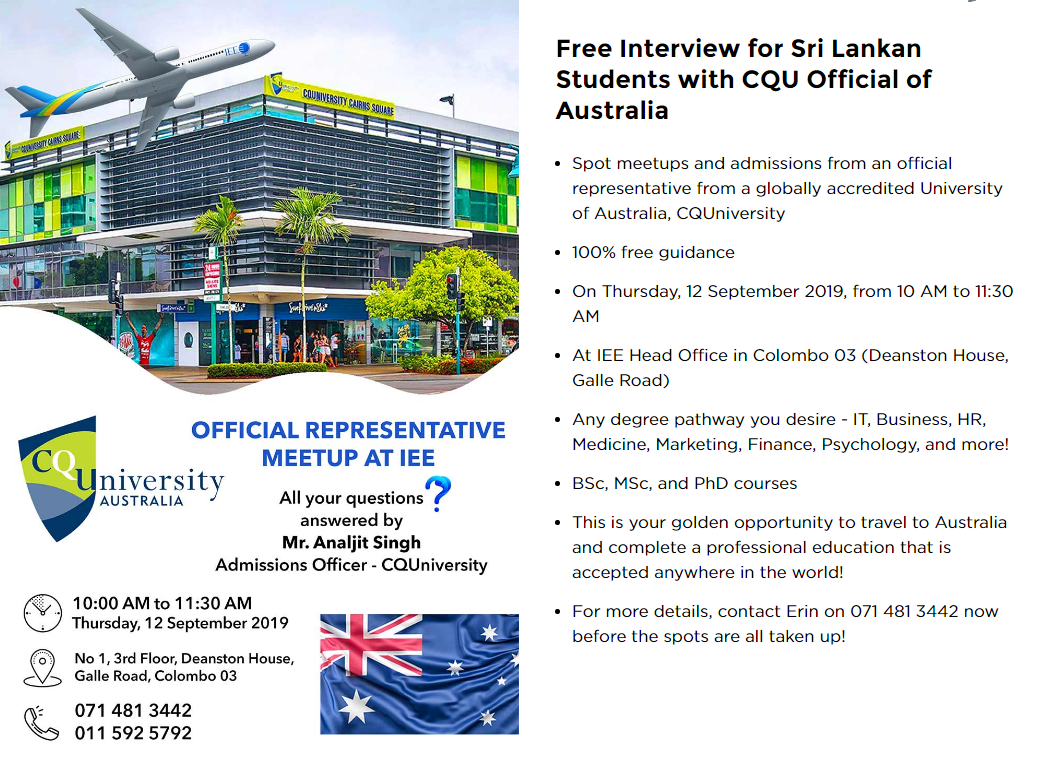 IEE
CQUNIVERSITY CAIRNS SQUARE
CQUNIVERSITY CAIRNS SQUARE
CQUniversity
AUSTRALIA
OFFICIAL REPRESENTATIVE
MEETUP AT IEE
All your questions?
answered by
Mr. Analjit Singh
Admissions Officer - CQUniversity
10:00 AM to 11:30 AM
Thursday, 12 September 2019
No 1, 3rd Floor, Deanston House,
Galle Road, Colombo 03
071 481 3442
011 592 5792
Free Interview for Sri Lankan
Students with CQU Official of
Australia
• Spot meetups and admissions from an official
representative from a globally accredited University
of Australia, CQUniversity
• 100% free guidance
• On Thursday, 12 September 2019, from 10 AM to 11:30
AM
• At IEE Head Office in Colombo 03 (Deanston House,
Galle Road)
• Any degree pathway you desire - IT, Business, HR,
Medicine, Marketing, Finance, Psychology, and more!
• BSc, MSc, and PhD courses
• This is your golden opportunity to travel to Australia
and complete a professional education that is
accepted anywhere in the world!
• For more details, contact Erin on 071 481 3442 now
before the spots are all taken up!